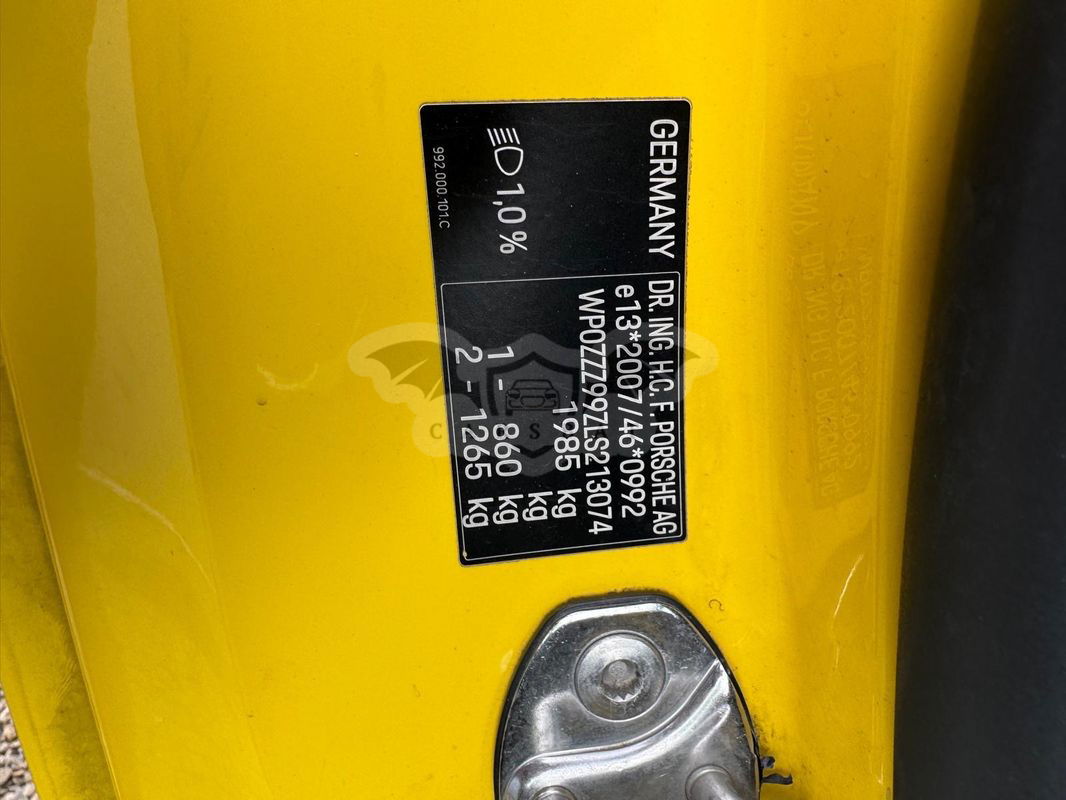 GERMANY
1,0 %
992.000.101.C
DR. ING. H.C. F. PORSCHE AG
e13*2007/46*0992
WP0ZZZ99ZLS213074
1985 kg
kg
1 - 860 kg
2 - 1265 kg